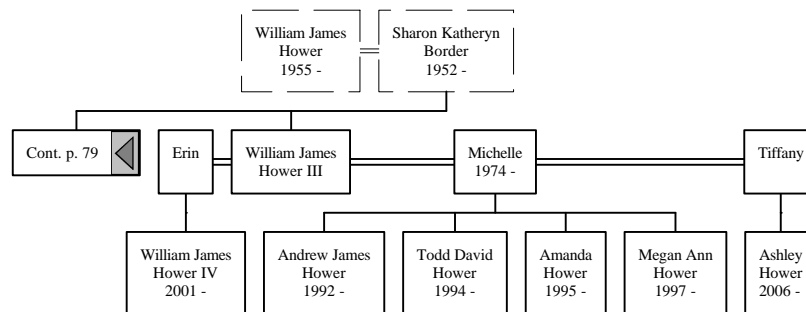 William James
Hower
1955 -
Sharon Katheryn
Border
1952 -
Cont. p. 79
Erin
William James
Hower III
Michelle
1974 -
Tiffany
William James
Hower IV
2001 -
Andrew James
Hower
1992 -
Todd David
Hower
1994 -
Amanda
Hower
1995 -
Megan Ann
Hower
1997 -
Ashley
Hower
2006 -